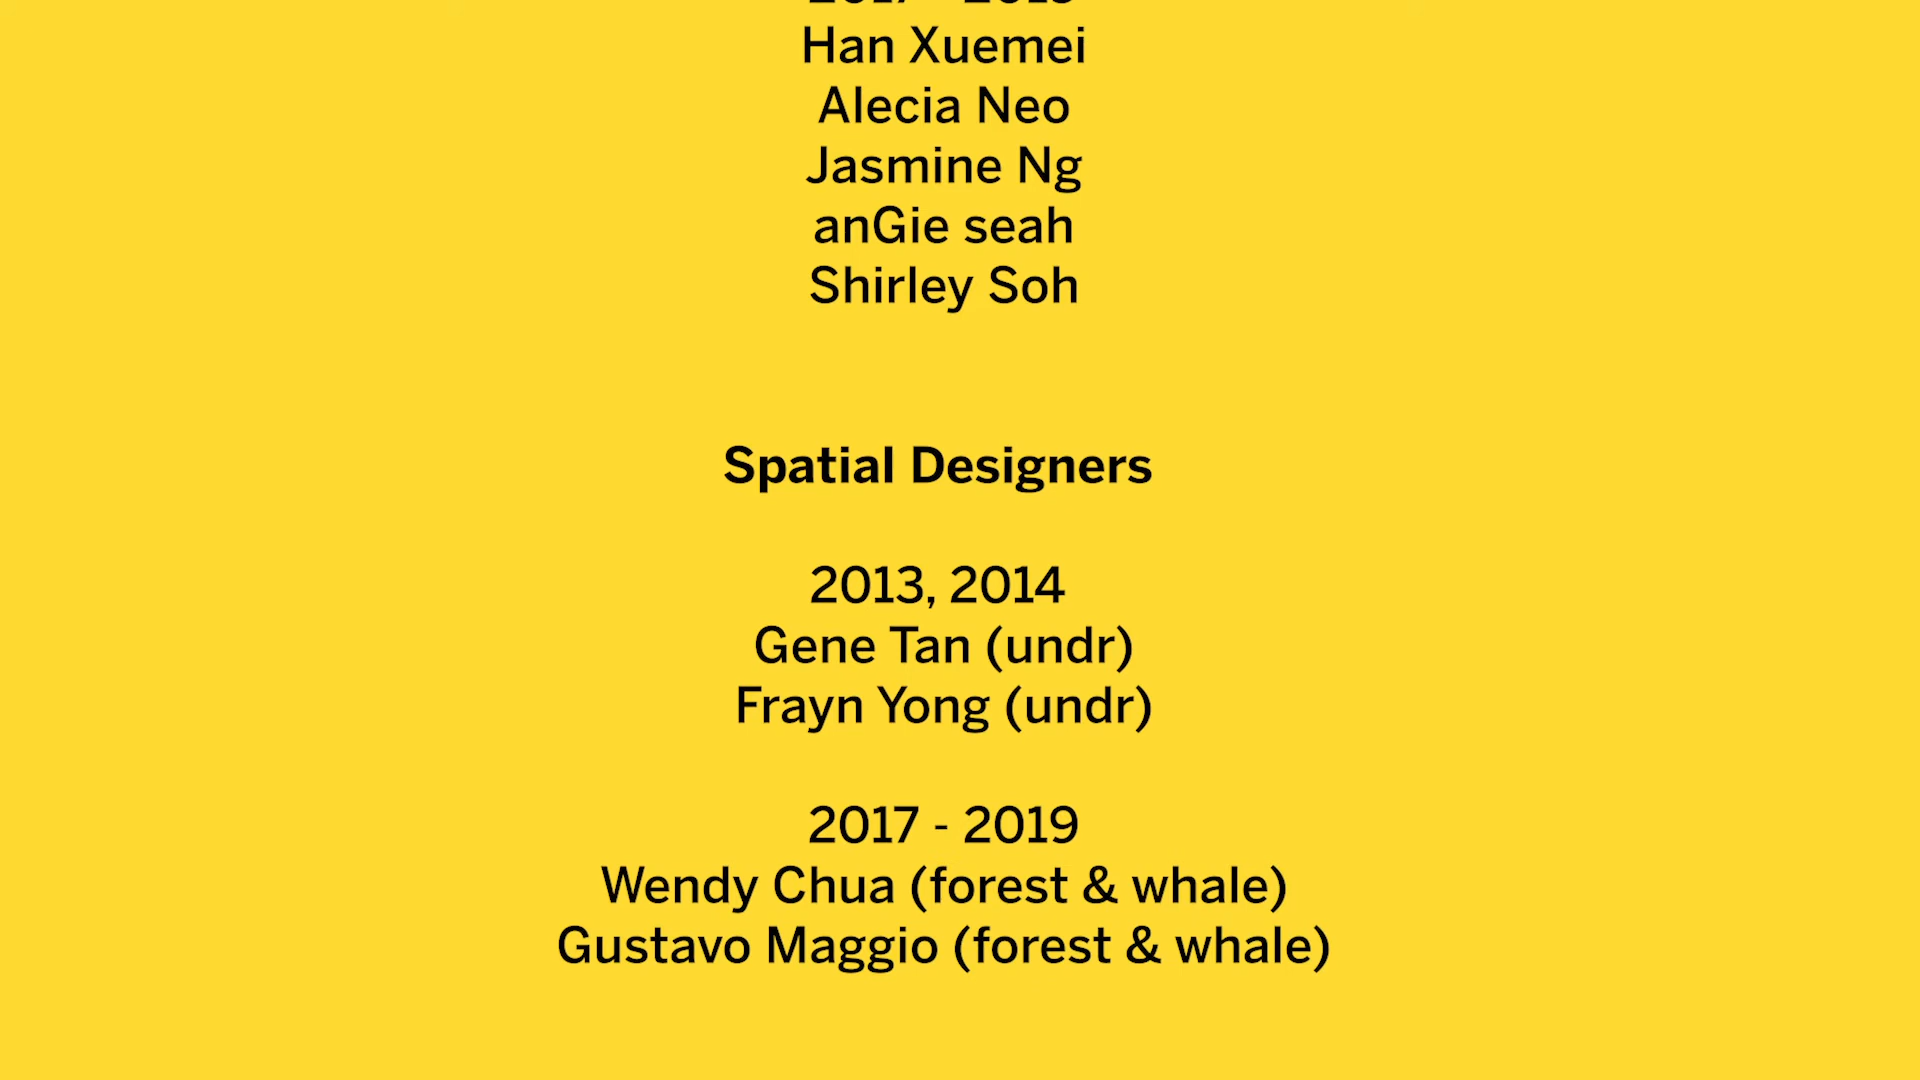 Han Xuemei
Alecia Neo
Jasmine Ng
anGie seah
Shirley Soh
Spatial Designers
2013, 2014
Gene Tan (undr)
Frayn Yong (undr)
2017 - 2019
Wendy Chua (forest & whale)
Gustavo Maggio (forest & whale)